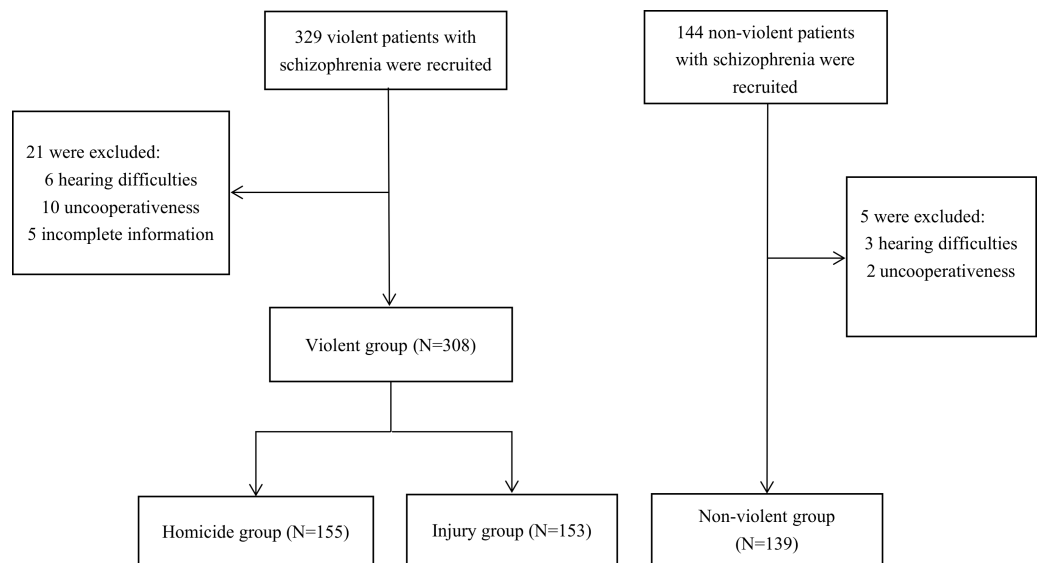 329 violent patients with
schizophrenia were recruited
21 were excluded:
6 hearing difficulties
10 uncooperativeness
5 incomplete information
Violent group (N=308)
Homicide group (N=155)
Injury group (N=153)
144 non-violent patients
with schizophrenia were
recruited
5 were excluded:
3 hearing difficulties
2 uncooperativeness
Non-violent group
(N=139)